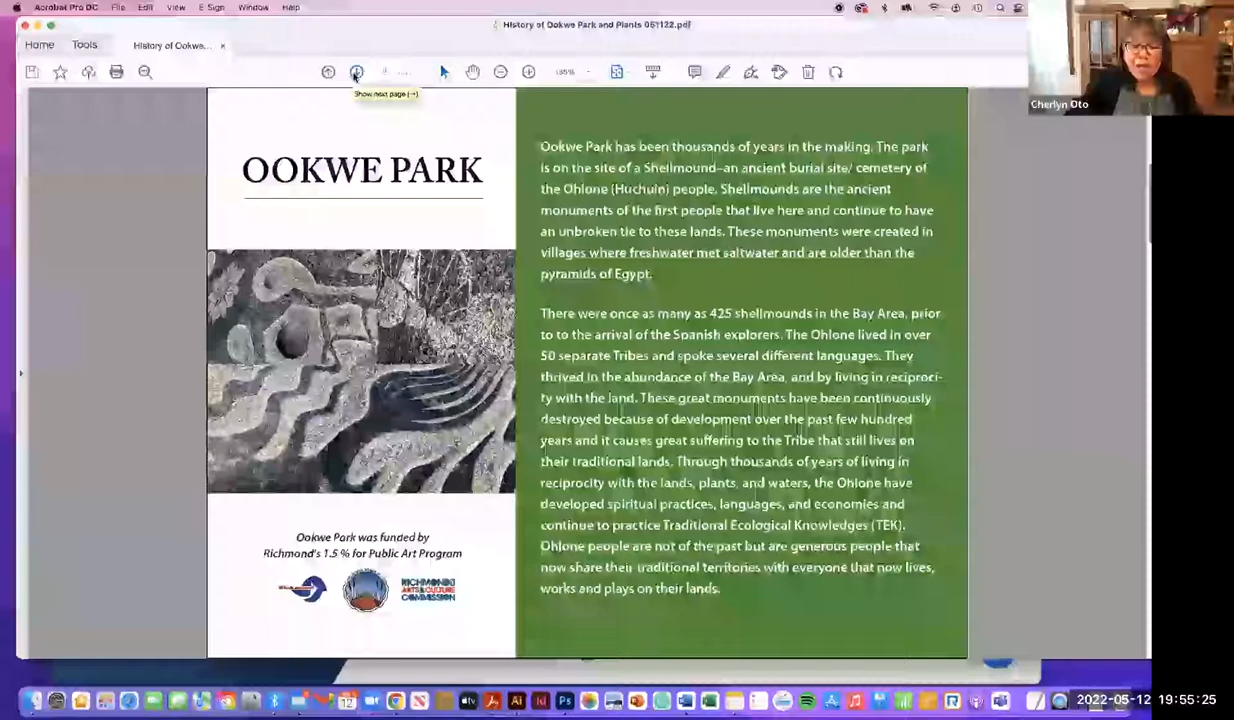 Acrobat Pro DC File Edit View E Sign Window Help
History of Ookwe Park and Plants 051122.pdf
Home Tools History of Ookwe... ×
135%
Show next page (→)
Cherlyn Oto
OOKWE PARK
Ookwe Park was funded by
Richmond's 1.5 % for Public Art Program
RICHMOND
ARTS&CULTURE
COMMISSION
Ookwe Park has been thousands of years in the making. The park
is on the site of a Shellmound–an ancient burial site/ cemetery of
the Ohlone (Huchuin) people. Shellmounds are the ancient
monuments of the first people that live here and continue to have
an unbroken tie to these lands. These monuments were created in
villages where freshwater met saltwater and are older than the
pyramids of Egypt.
There were once as many as 425 shellmounds in the Bay Area, prior
to to the arrival of the Spanish explorers. The Ohlone lived in over
50 separate Tribes and spoke several different languages. They
thrived in the abundance of the Bay Area, and by living in reciproci-
ty with the land. These great monuments have been continuously
destroyed because of development over the past few hundred
years and it causes great suffering to the Tribe that still lives on
their traditional lands. Through thousands of years of living in
reciprocity with the lands, plants, and waters, the Ohlone have
developed spiritual practices, languages, and economies and
continue to practice Traditional Ecological Knowledges (TEK).
Ohlone people are not of the past but are generous people that
now share their traditional territories with everyone that now lives,
works and plays on their lands.
2022-05-12 19:55:25